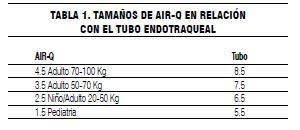 TABLA 1. TAMAÑOS DE AIR-Q EN RELACIÓN
CON EL TUBO ENDOTRAQUEAL
AIR-Q Tubo
4.5 Adulto 70-100 Kg 8.5
3.5 Adulto 50-70 Kg 7.5
2.5 Niño/Adulto 20-50 Kg 6.5
1.5 Pediatria 5.5